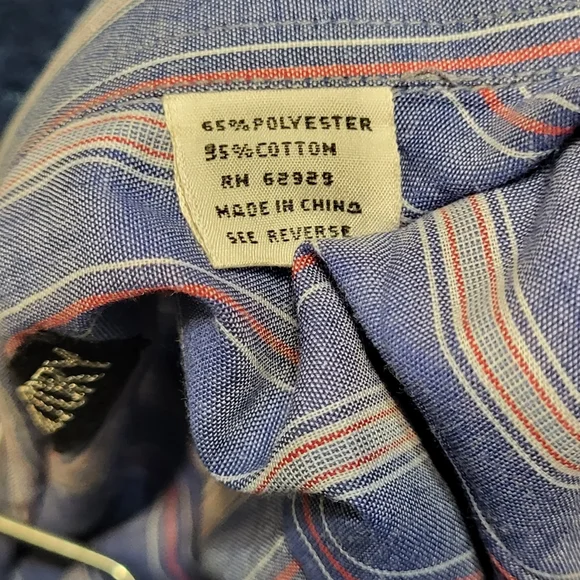 65% POLYESTER
35% COTTON
RN 62929
MADE IN CHINA
SEE REVERSE